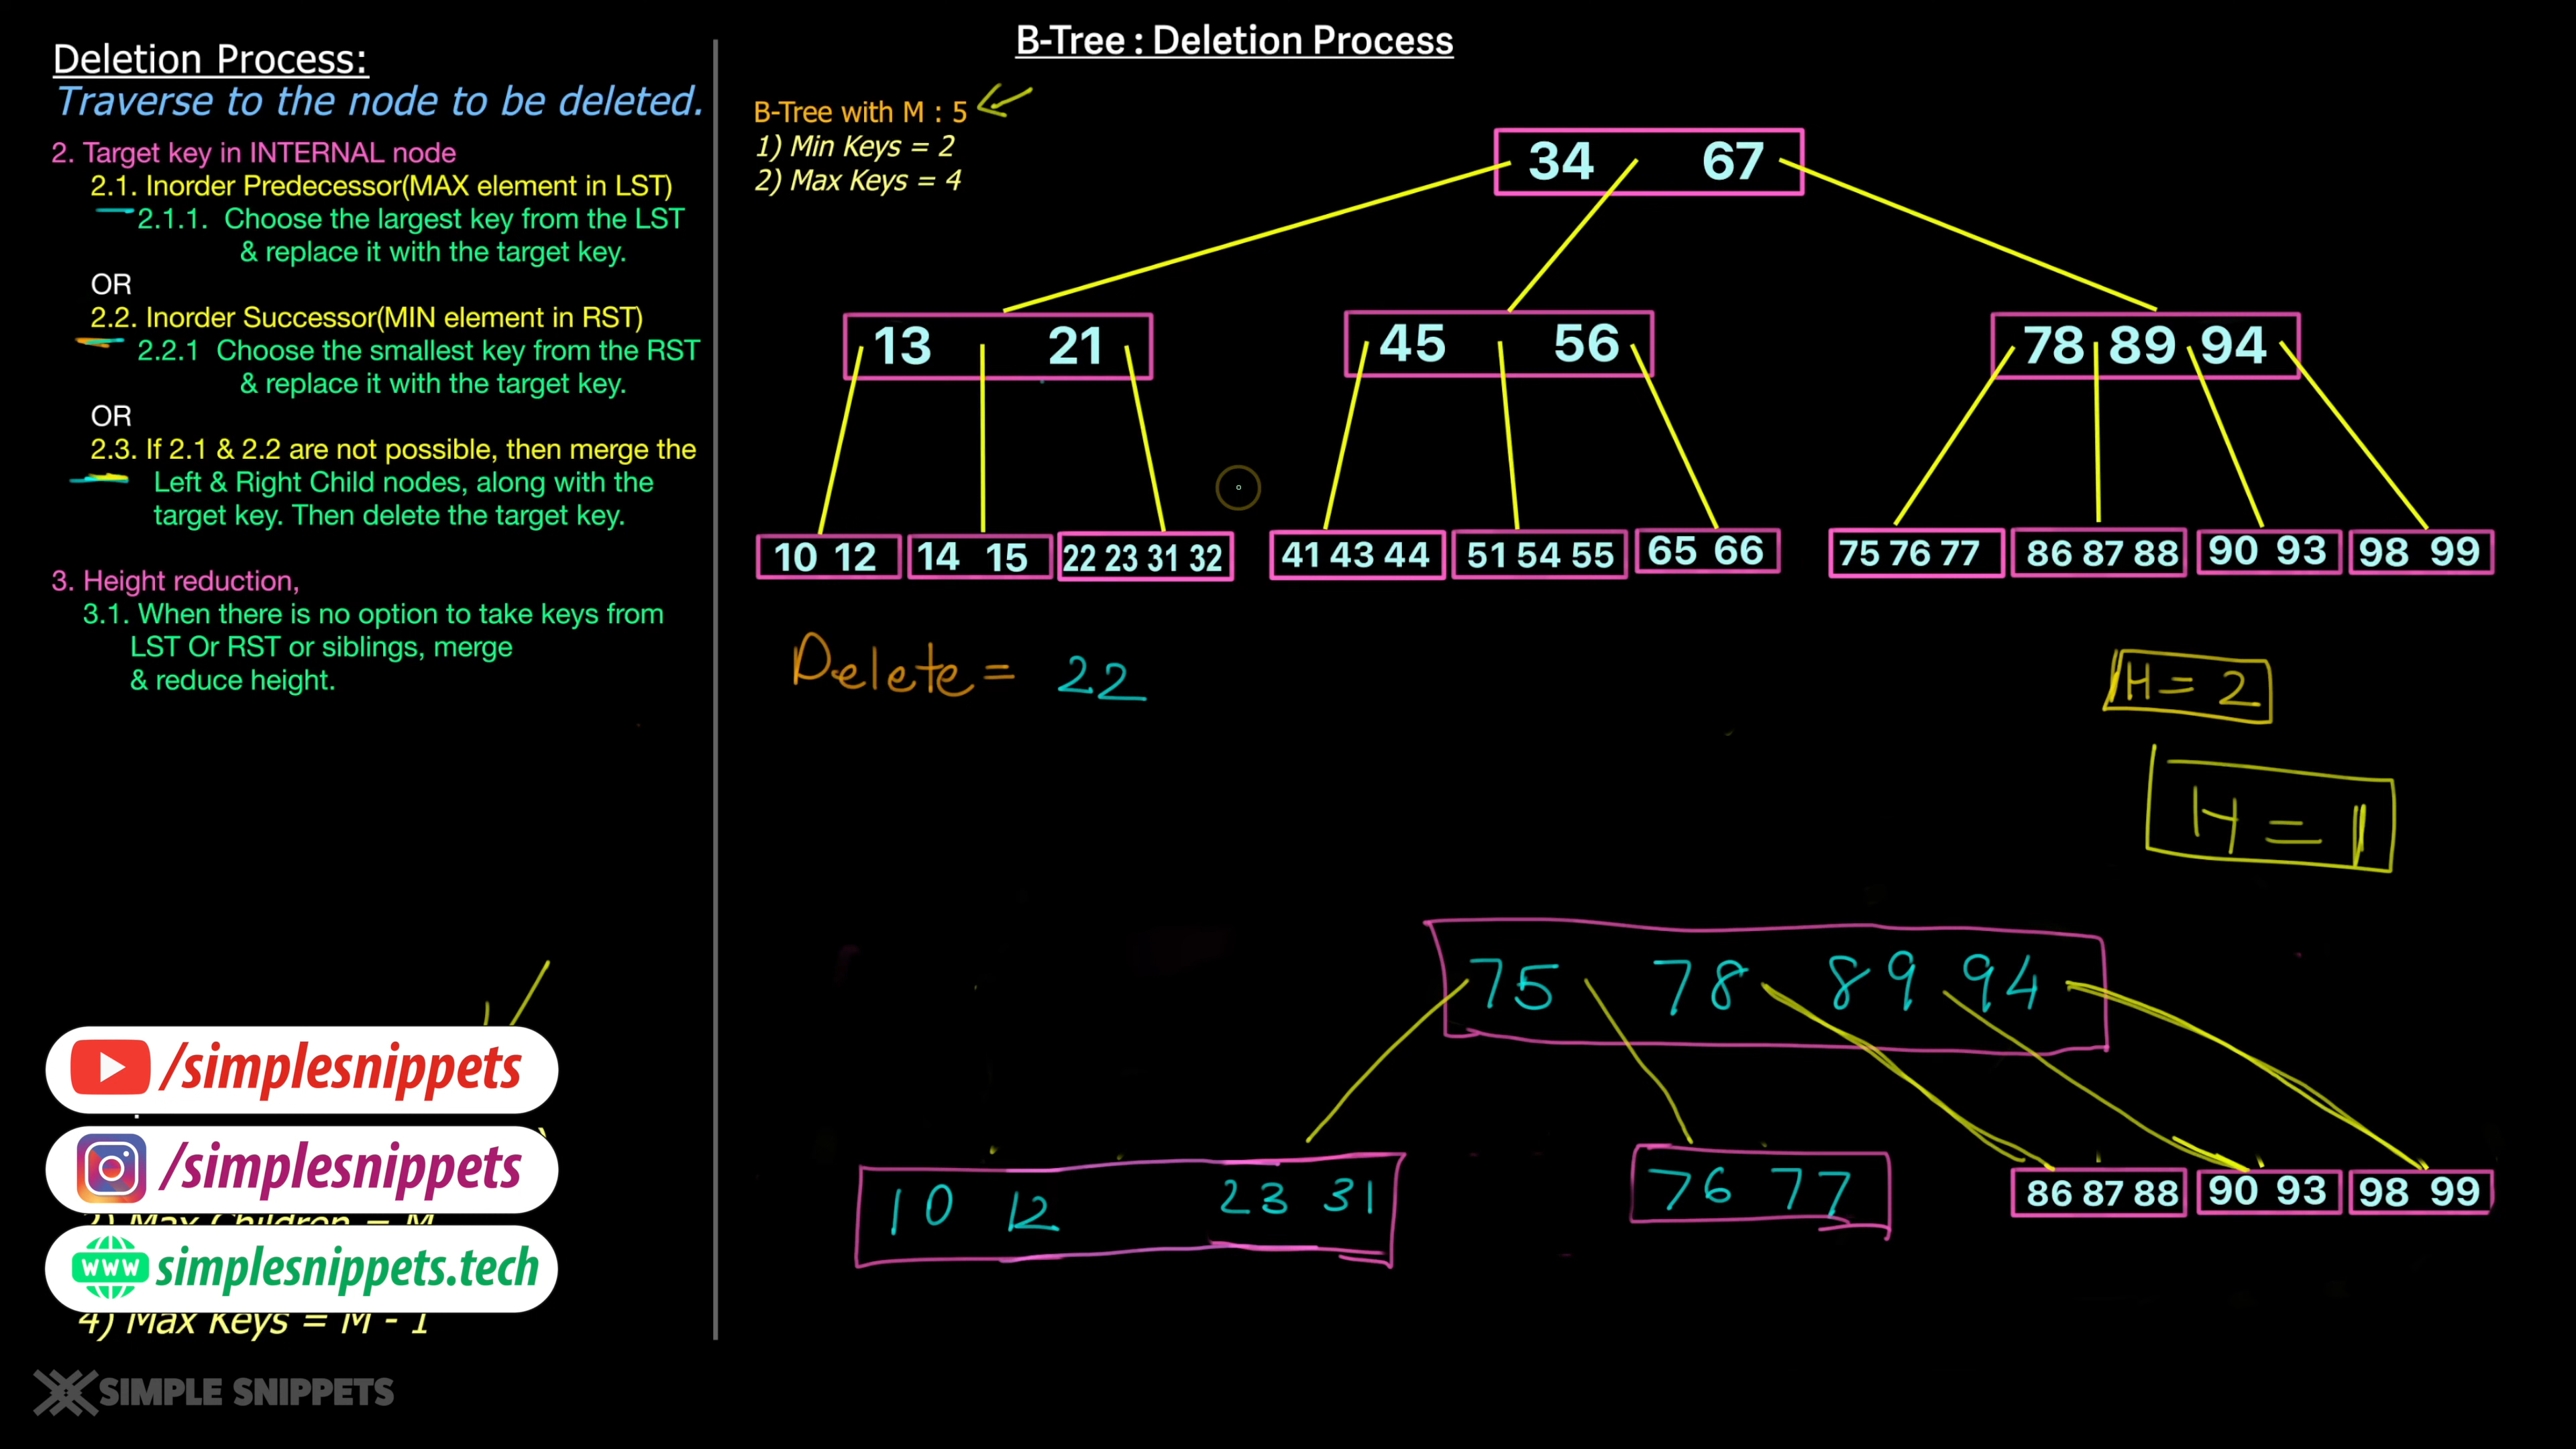 B-Tree : Deletion Process
Deletion Process:
Traverse to the node to be deleted.
2. Target key in INTERNAL node
2.1. Inorder Predecessor(MAX element in LST)
2.1.1. Choose the largest key from the LST
& replace it with the target key.
OR
2.2. Inorder Successor(MIN element in RST)
2.2.1 Choose the smallest key from the RST
& replace it with the target key.
OR
2.3. If 2.1 & 2.2 are not possible, then merge the
Left & Right Child nodes, along with the
target key. Then delete the target key.
3. Height reduction,
3.1. When there is no option to take keys from
LST Or RST or siblings, merge
& reduce height.
/simplesnippets
/simplesnippets
2) Max Children = M
www simplesnippets.tech
4) Max Keys = M - 1
SIMPLE SNIPPETS
B-Tree with M : 5
1) Min Keys = 2
2) Max Keys = 4
34 67
13 21 45 56 78 89 94
10 12 14 15 22 23 31 32 41 43 44 51 54 55 65 66 75 76 77 86 87 88 90 93 98 99
Delete = 22
H = 2
H = 1
75 78 89 94
10 12 23 31 76 77 86 87 88 90 93 98 99